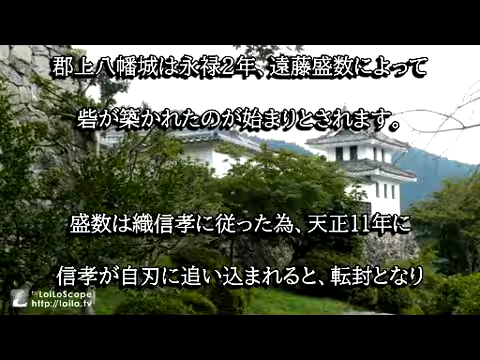 郡上八幡城は永禄２年、遠藤盛数によって
砦が築かれたのが始まりとされます。
盛数は織信孝に従った為、天正11年に
信孝が自刃に追い込まれると、転封となり
by LoiLoScope
http://loilo.tv